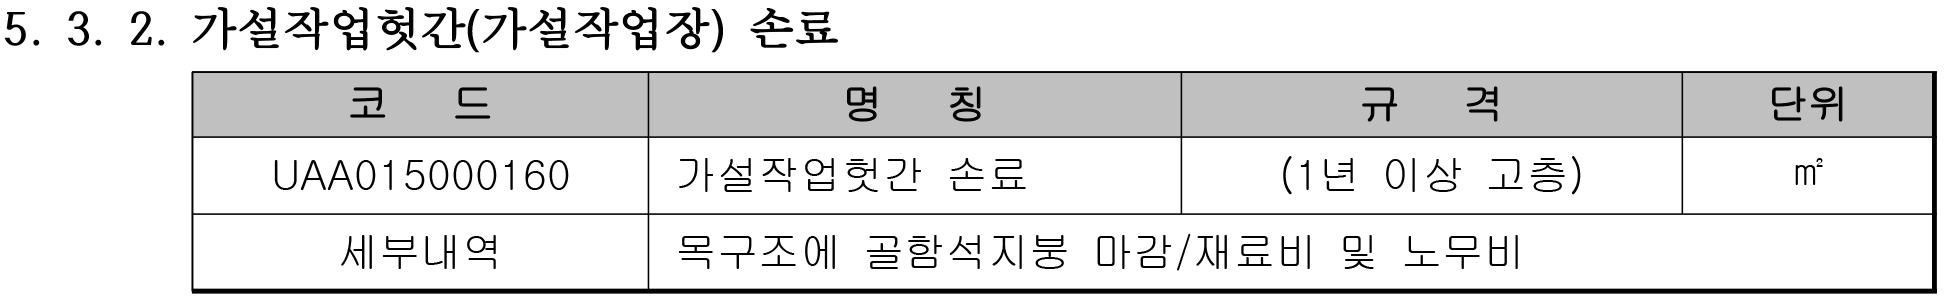 5. 3. 2. 가설작업헛간(가설작업장) 손료
코 드 명 칭 규 격 단위
UAA015000160 가설작업헛간 손료 (1년 이상 고층) ㎡
세부내역 목구조에 골함석지붕 마감/재료비 및 노무비